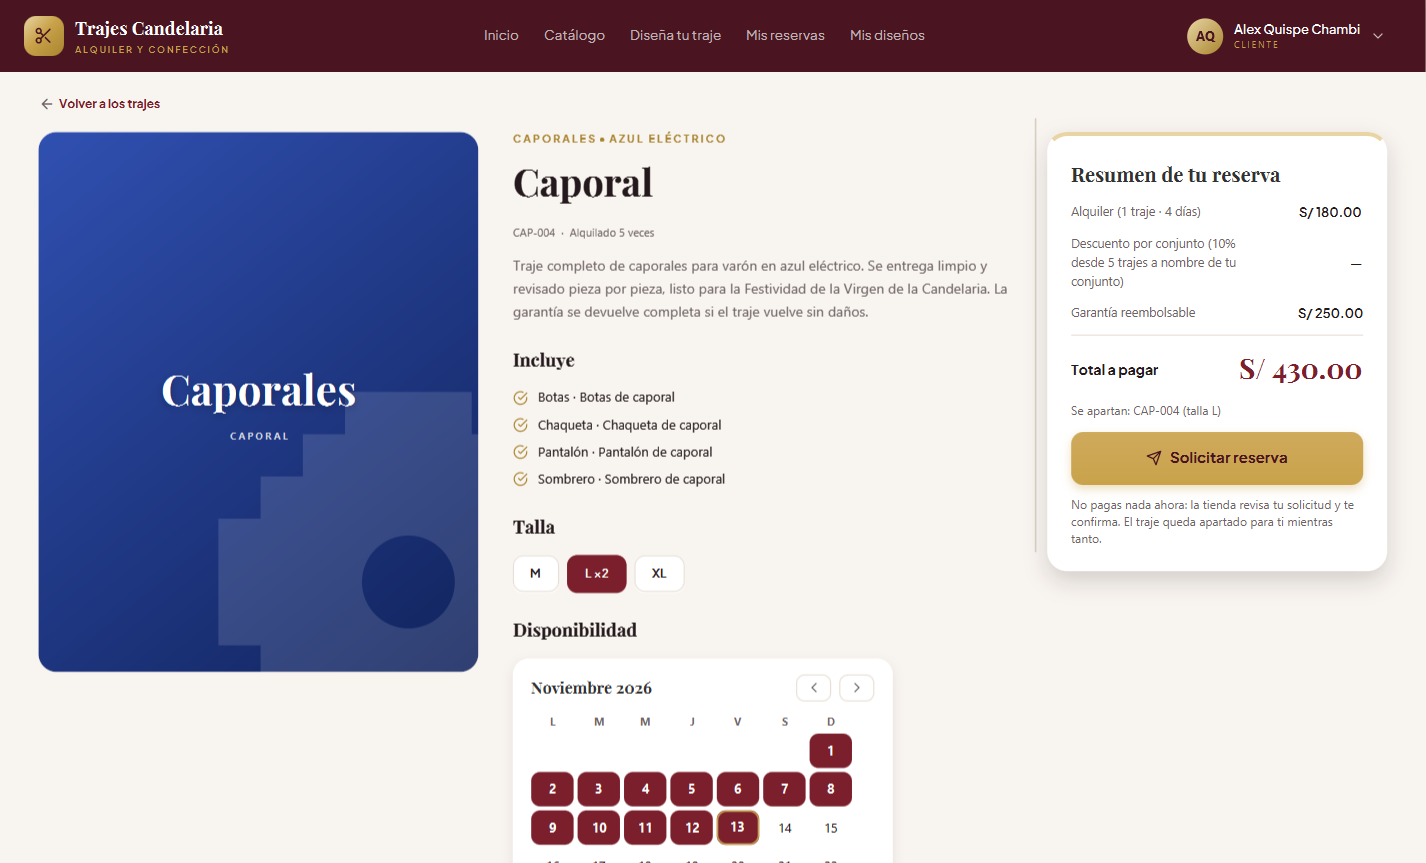 Trajes Candelaria
ALQUILER Y CONFECCIÓN
Inicio
Catálogo
Diseña tu traje
Mis reservas
Mis diseños
AQ
Alex Quispe Chambi
CLIENTE
Volver a los trajes
Caporales
CAPORAL
CAPORALES • AZUL ELÉCTRICO
Caporal
CAP-004 · Alquilado 5 veces
Traje completo de caporales para varón en azul eléctrico. Se entrega limpio y
revisado pieza por pieza, listo para la Festividad de la Virgen de la Candelaria. La
garantía se devuelve completa si el traje vuelve sin daños.
Incluye
Botas · Botas de caporal
Chaqueta · Chaqueta de caporal
Pantalón · Pantalón de caporal
Sombrero · Sombrero de caporal
Talla
M
L ×2
XL
Disponibilidad
Noviembre 2026
L M M J V S D
1
2 3 4 5 6 7 8
9 10 11 12 13 14 15
Resumen de tu reserva
Alquiler (1 traje · 4 días) S/ 180.00
Descuento por conjunto (10%
desde 5 trajes a nombre de tu —
conjunto)
Garantía reembolsable S/ 250.00
Total a pagar S/ 430.00
Se apartan: CAP-004 (talla L)
Solicitar reserva
No pagas nada ahora: la tienda revisa tu solicitud y te
confirma. El traje queda apartado para ti mientras
tanto.